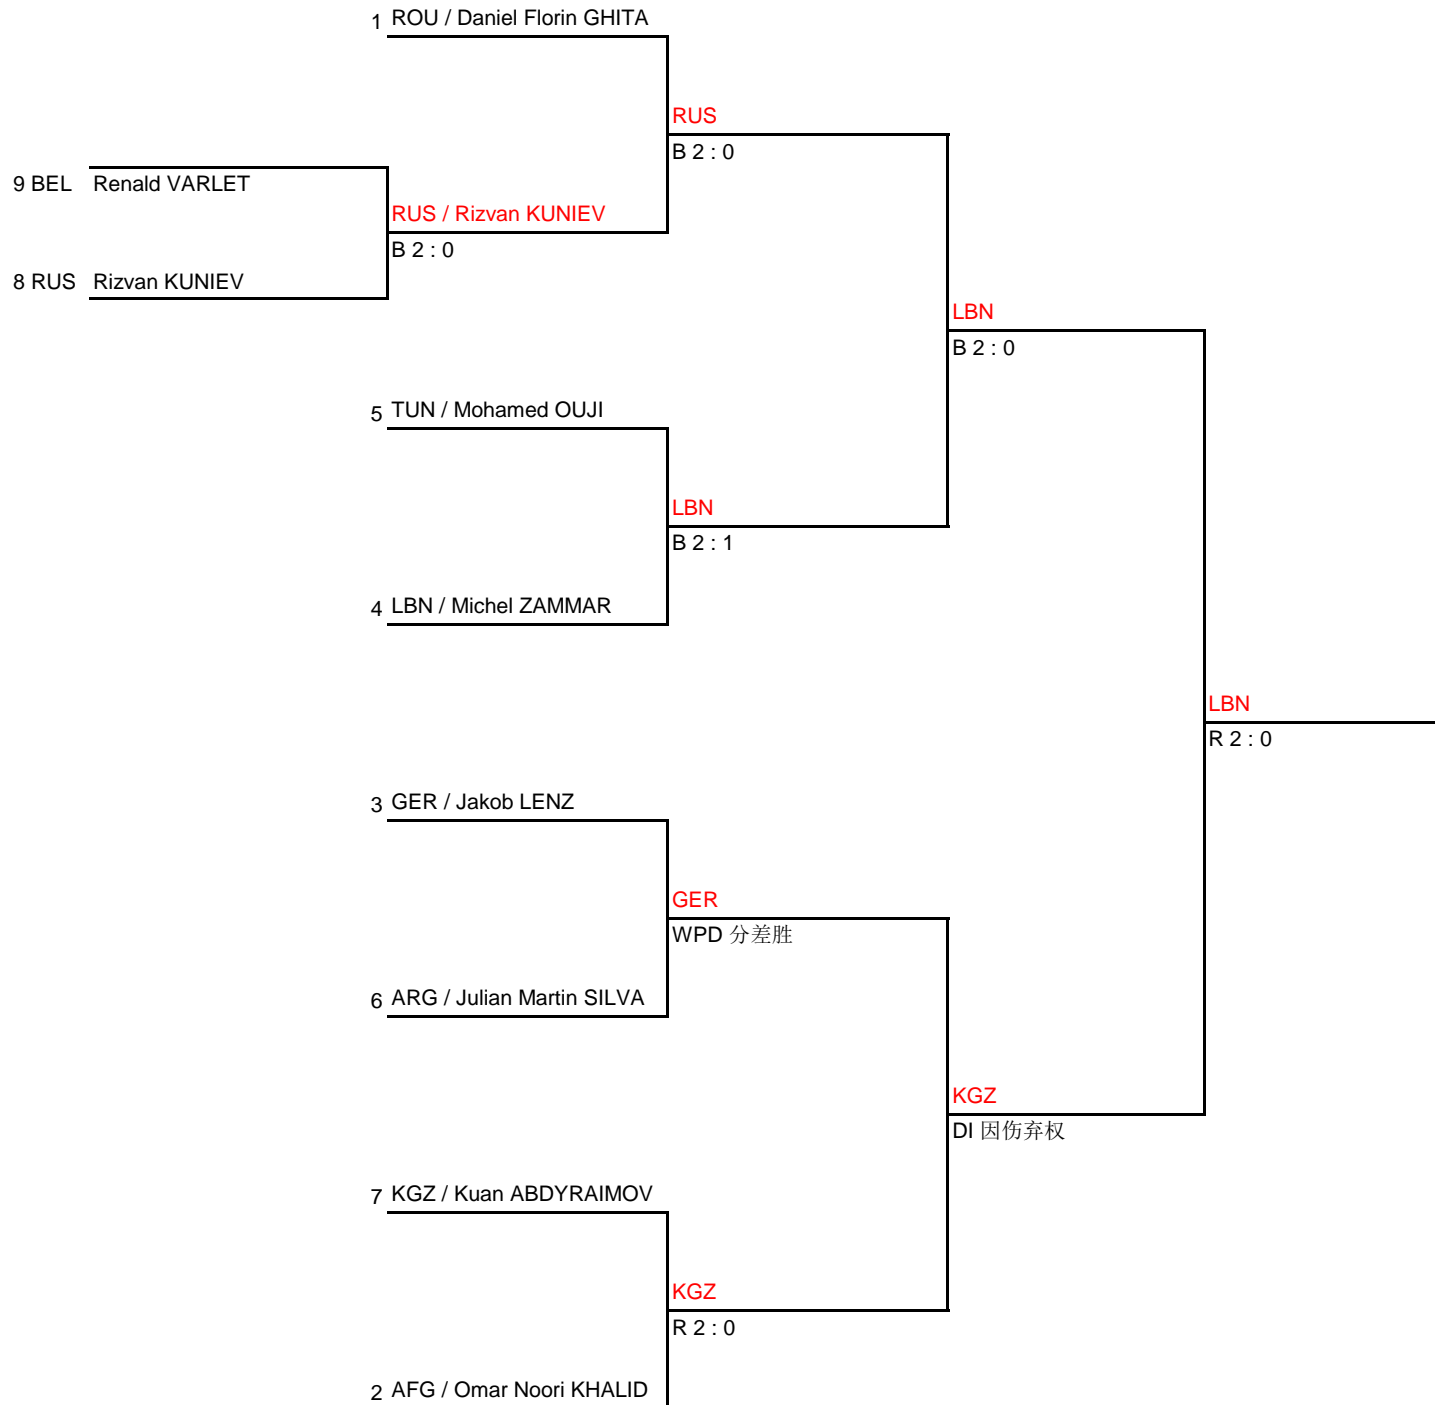 1 ROU / Daniel Florin GHITA
RUS
B 2 : 0
9 BEL Renald VARLET
RUS / Rizvan KUNIEV
B 2 : 0
8 RUS Rizvan KUNIEV
LBN
B 2 : 0
5 TUN / Mohamed OUJI
LBN
B 2 : 1
4 LBN / Michel ZAMMAR
LBN
R 2 : 0
3 GER / Jakob LENZ
GER
WPD 分差胜
6 ARG / Julian Martin SILVA
KGZ
DI 因伤弃权
7 KGZ / Kuan ABDYRAIMOV
KGZ
R 2 : 0
2 AFG / Omar Noori KHALID